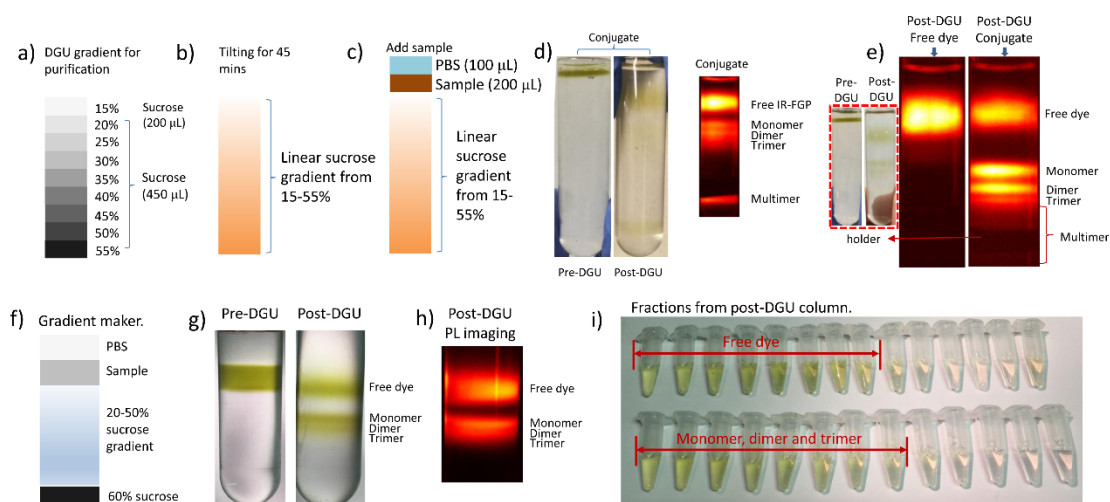 a)
DGU gradient for
purification
15%
20%
25%
30%
35%
40%
45%
50%
55%
Sucrose
(200 µL)
Sucrose
(450 µL)
b)
Tilting for 45
mins
Linear sucrose
gradient from
15-55%
c)
Add sample
PBS (100 µL)
Sample (200 µL)
Linear
sucrose
gradient
from 15-
55%
d)
Conjugate
Pre-DGU
Post-DGU
Conjugate
Free IR-FGP
Monomer
Dimer
Trimer
Multimer
e)
Post-DGU
Free dye
Post-DGU
Conjugate
Pre-
DGU
Post-
DGU
holder
Free dye
Monomer
Dimer
Trimer
Multimer
f)
Gradient maker.
PBS
Sample
20-50%
sucrose
gradient
60% sucrose
g)
Pre-DGU
Post-DGU
Free dye
Monomer
Dimer
Trimer
h)
Post-DGU
PL imaging
Free dye
Monomer
Dimer
Trimer
i)
Fractions from post-DGU column.
Free dye
Monomer, dimer and trimer